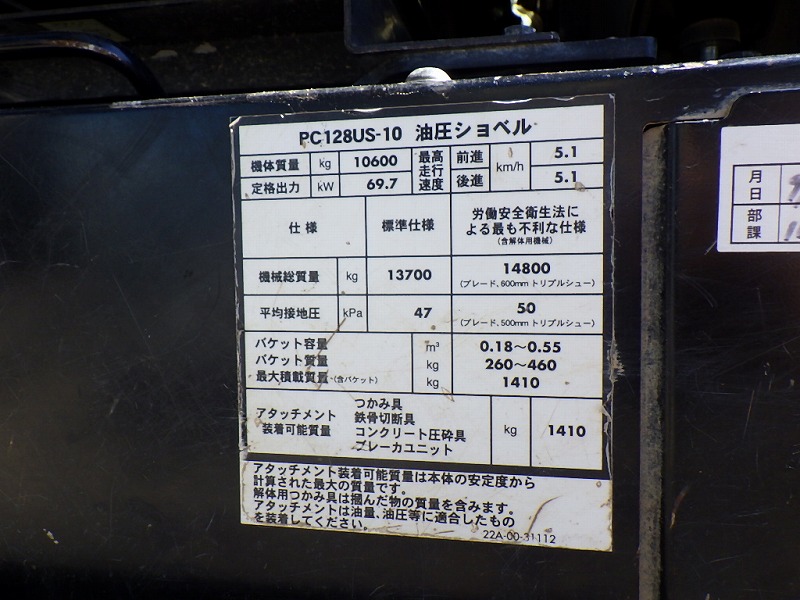 PC128US-10 油圧ショベル
機体質量 kg 10600 最高走行速度 前進 km/h 5.1
定格出力 kW 69.7 後進 5.1
仕様 標準仕様 労働安全衛生法による最も不利な仕様
(含解体用機械)
機械総質量 kg 13700 14800
(ブレード、600mm トリプルシュー)
平均接地圧 kPa 47 50
(ブレード、500mm トリプルシュー)
バケット容量 m³ 0.18～0.55
バケット質量 kg 260～460
最大積載質量 (含バケット) kg 1410
アタッチメント装着可能質量
つかみ具
鉄骨切断具
コンクリート圧砕具
ブレーカユニット
kg 1410
アタッチメント装着可能質量は本体の安定度から
計算された最大の質量です。
解体用つかみ具は掴んだ物の質量を含みます。
アタッチメントは油量、油圧等に適合したもの
を装着してください。
22A-00-31112
月日
部課